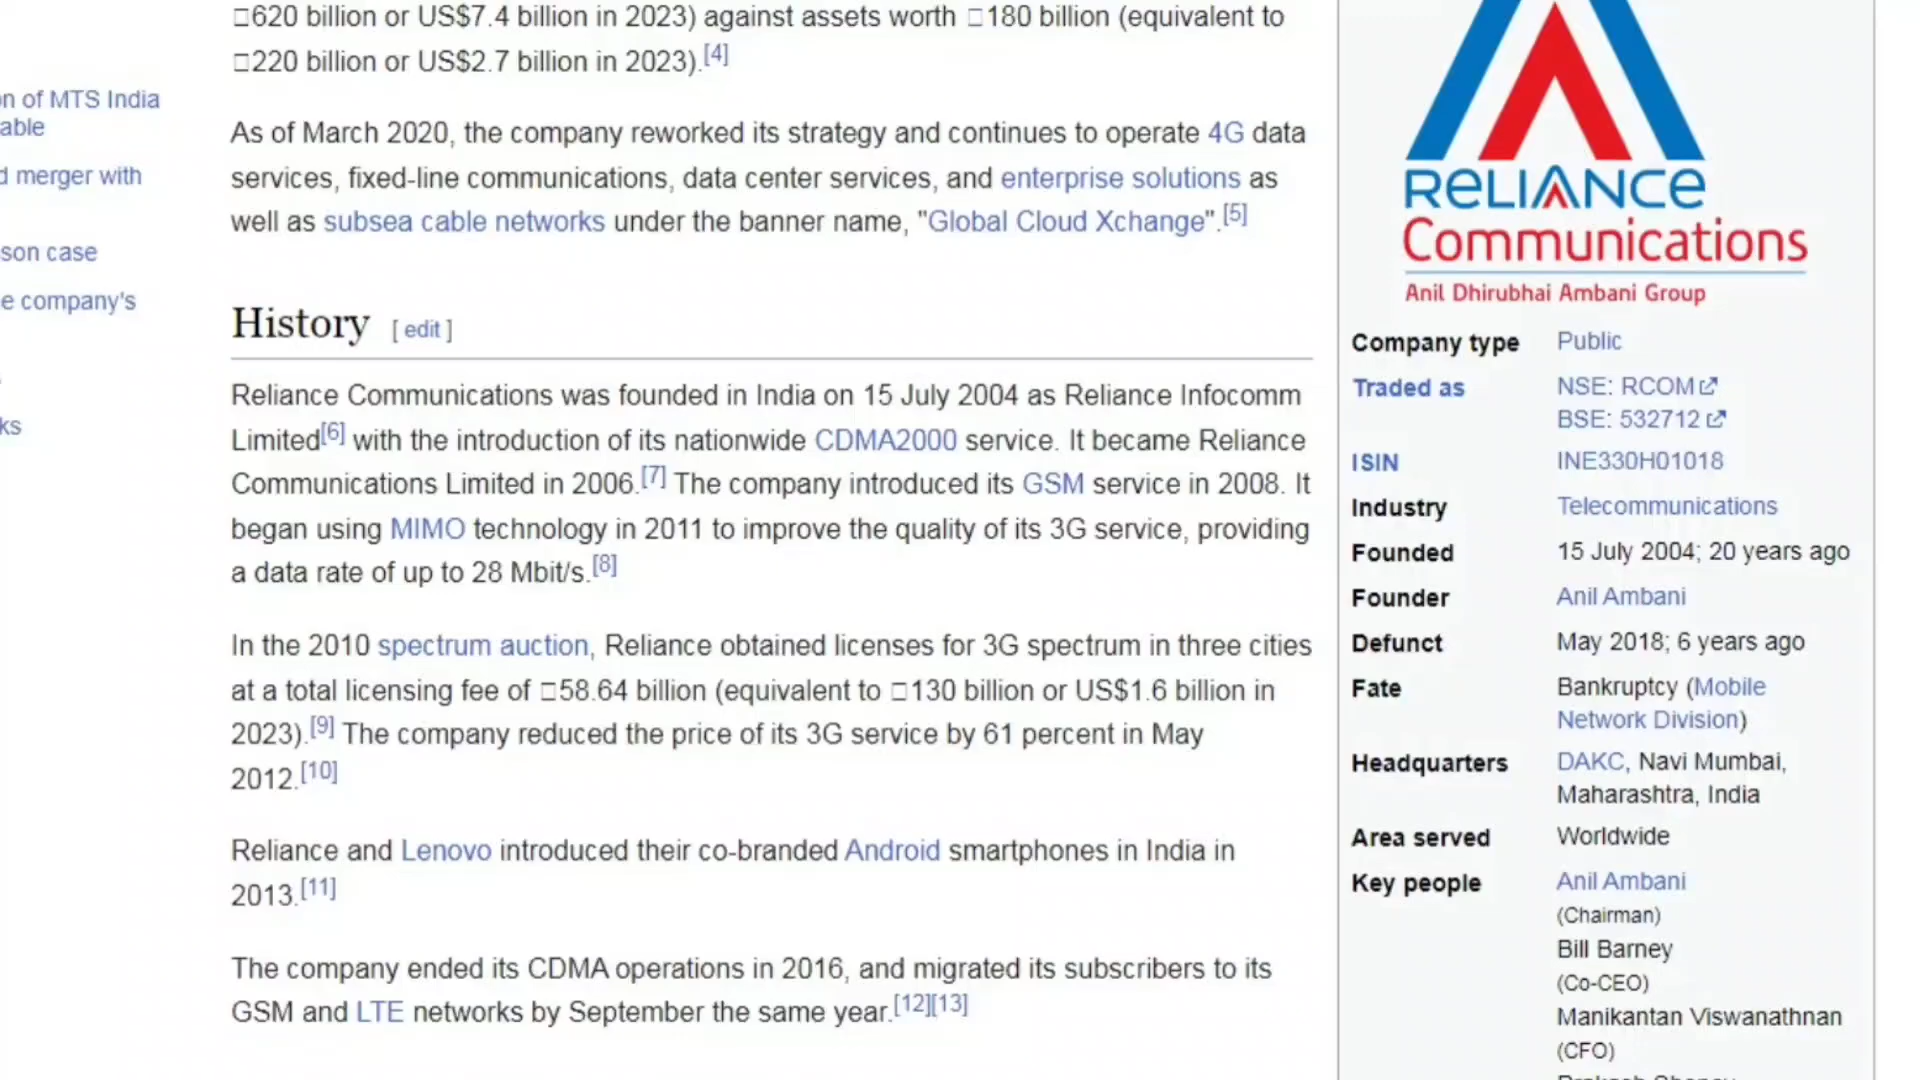 □620 billion or US$7.4 billion in 2023) against assets worth □180 billion (equivalent to
□220 billion or US$2.7 billion in 2023).[4]
As of March 2020, the company reworked its strategy and continues to operate 4G data
services, fixed-line communications, data center services, and enterprise solutions as
well as subsea cable networks under the banner name, "Global Cloud Xchange".[5]
History [ edit ]
Reliance Communications was founded in India on 15 July 2004 as Reliance Infocomm
Limited[6] with the introduction of its nationwide CDMA2000 service. It became Reliance
Communications Limited in 2006.[7] The company introduced its GSM service in 2008. It
began using MIMO technology in 2011 to improve the quality of its 3G service, providing
a data rate of up to 28 Mbit/s.[8]
In the 2010 spectrum auction, Reliance obtained licenses for 3G spectrum in three cities
at a total licensing fee of □58.64 billion (equivalent to □130 billion or US$1.6 billion in
2023).[9] The company reduced the price of its 3G service by 61 percent in May
2012.[10]
Reliance and Lenovo introduced their co-branded Android smartphones in India in
2013.[11]
The company ended its CDMA operations in 2016, and migrated its subscribers to its
GSM and LTE networks by September the same year.[12][13]
n of MTS India
able
d merger with
son case
e company's
ks
RELIANCE
Communications
Anil Dhirubhai Ambani Group
Company type Public
Traded as NSE: RCOM
BSE: 532712
ISIN INE330H01018
Industry Telecommunications
Founded 15 July 2004; 20 years ago
Founder Anil Ambani
Defunct May 2018; 6 years ago
Fate Bankruptcy (Mobile
Network Division)
Headquarters DAKC, Navi Mumbai,
Maharashtra, India
Area served Worldwide
Key people Anil Ambani
(Chairman)
Bill Barney
(Co-CEO)
Manikantan Viswanathnan
(CFO)